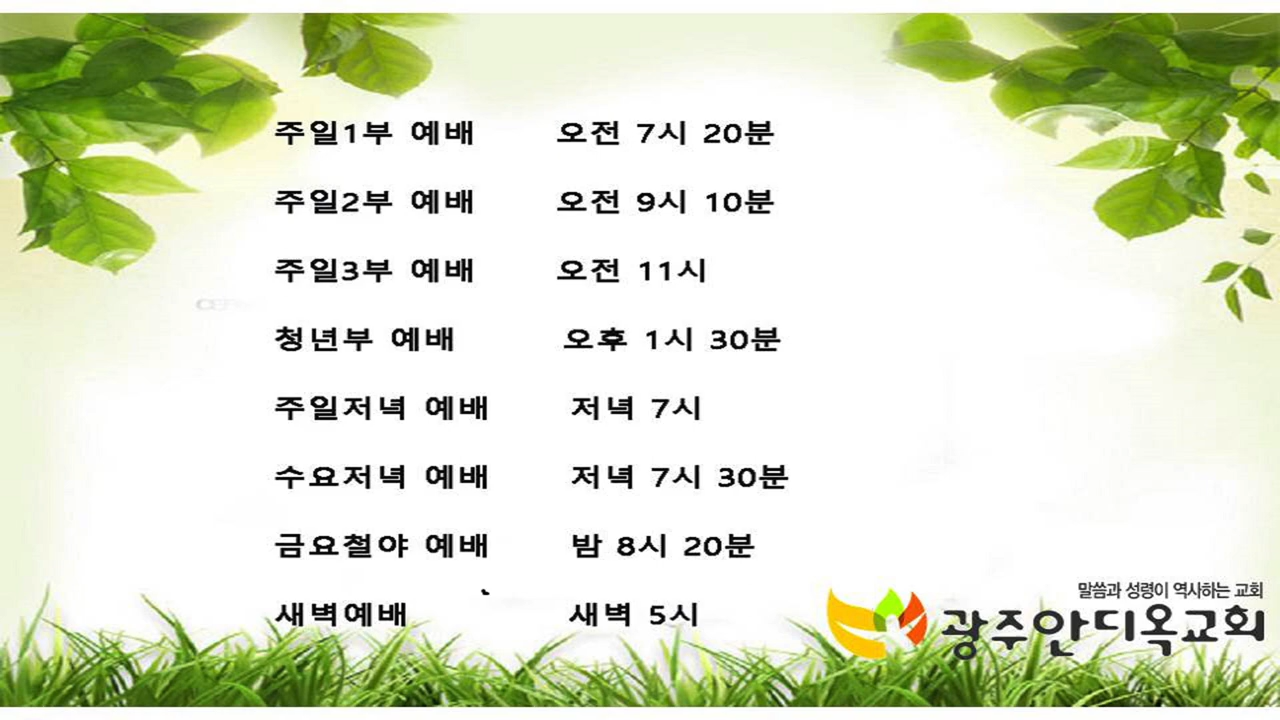 주일1부 예배 오전 7시 20분
주일2부 예배 오전 9시 10분
주일3부 예배 오전 11시
청년부 예배 오후 1시 30분
주일저녁 예배 저녁 7시
수요저녁 예배 저녁 7시 30분
금요철야 예배 밤 8시 20분
새벽예배 새벽 5시
말씀과 성령이 역사하는 교회
광주안디옥교회